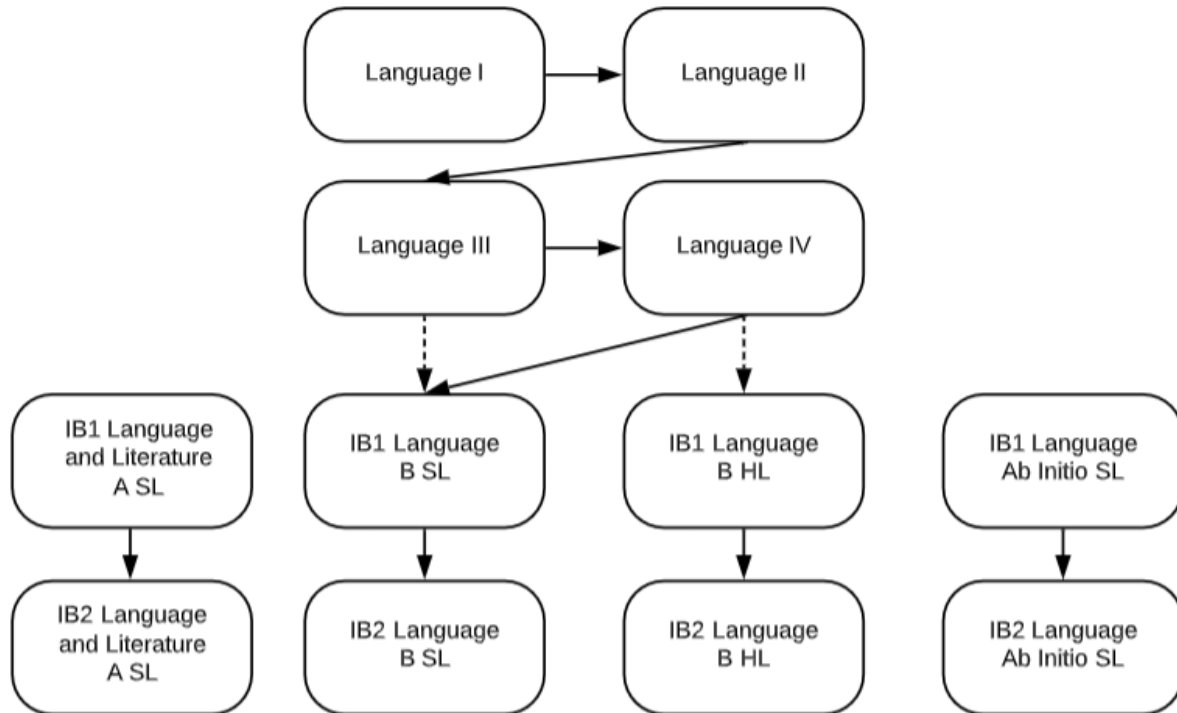 Language I
Language II
Language III
Language IV
IB1 Language
and Literature
A SL
IB1 Language
B SL
IB1 Language
B HL
IB1 Language
Ab Initio SL
IB2 Language
and Literature
A SL
IB2 Language
B SL
IB2 Language
B HL
IB2 Language
Ab Initio SL